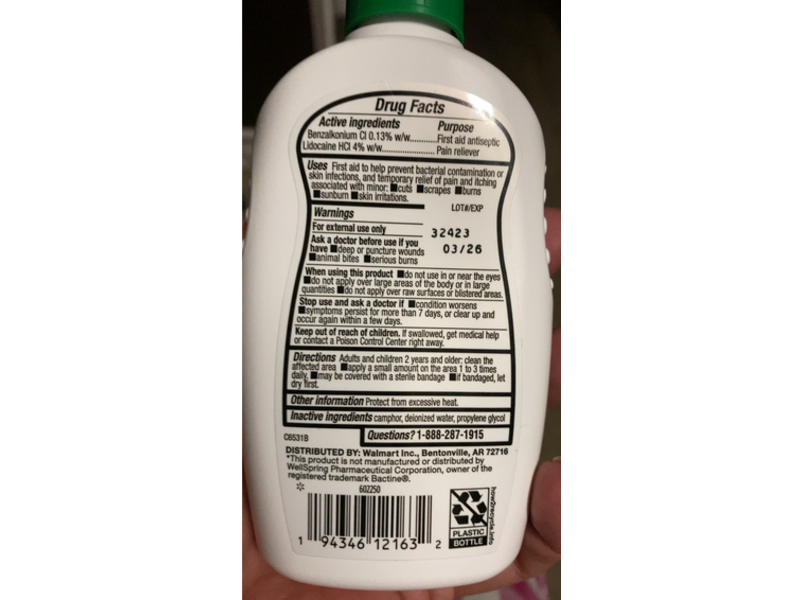 Drug Facts
Active ingredients Purpose
Benzalkonium Cl 0.13% w/w..........First aid antiseptic
Lidocaine HCl 4% w/w.................... Pain reliever
Uses First aid to help prevent bacterial contamination or
skin infections, and temporary relief of pain and itching
associated with minor: ■cuts ■scrapes ■burns
■sunburn ■skin irritations.
LOT#/EXP
32423
03/26
Warnings
For external use only
Ask a doctor before use if you
have ■deep or puncture wounds
■animal bites ■serious burns
When using this product ■do not use in or near the eyes
■do not apply over large areas of the body or in large
quantities ■do not apply over raw surfaces or blistered areas.
Stop use and ask a doctor if ■condition worsens
■symptoms persist for more than 7 days, or clear up and
occur again within a few days.
Keep out of reach of children. If swallowed, get medical help
or contact a Poison Control Center right away.
Directions Adults and children 2 years and older: clean the
affected area ■apply a small amount on the area 1 to 3 times
daily. ■may be covered with a sterile bandage ■if bandaged, let
dry first.
Other information Protect from excessive heat.
Inactive ingredients camphor, deionized water, propylene glycol
C6531B
Questions? 1-888-287-1915
DISTRIBUTED BY: Walmart Inc., Bentonville, AR 72716
*This product is not manufactured or distributed by
WellSpring Pharmaceutical Corporation, owner of the
registered trademark Bactine®.
602250
1 94346 12163 2
how2recycle.info
PLASTIC
BOTTLE